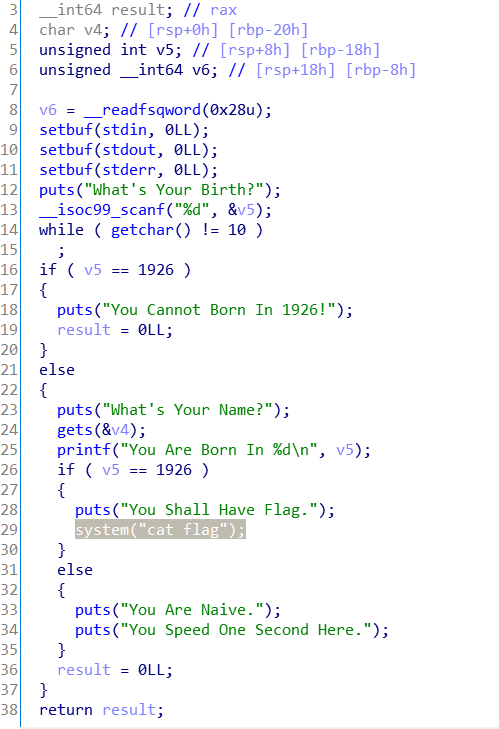 3 __int64 result; // rax
4 char v4; // [rsp+0h] [rbp-20h]
5 unsigned int v5; // [rsp+8h] [rbp-18h]
6 unsigned __int64 v6; // [rsp+18h] [rbp-8h]
7
8 v6 = __readfsqword(0x28u);
9 setbuf(stdin, 0LL);
10 setbuf(stdout, 0LL);
11 setbuf(stderr, 0LL);
12 puts("What's Your Birth?");
13 __isoc99_scanf("%d", &v5);
14 while ( getchar() != 10 )
15 ;
16 if ( v5 == 1926 )
17 {
18 puts("You Cannot Born In 1926!");
19 result = 0LL;
20 }
21 else
22 {
23 puts("What's Your Name?");
24 gets(&v4);
25 printf("You Are Born In %d\n", v5);
26 if ( v5 == 1926 )
27 {
28 puts("You Shall Have Flag.");
29 system("cat flag");
30 }
31 else
32 {
33 puts("You Are Naive.");
34 puts("You Speed One Second Here.");
35 }
36 result = 0LL;
37 }
38 return result;